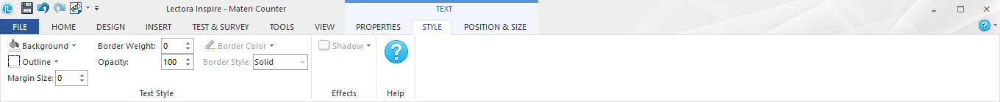 Lectora Inspire - Materi Counter
TEXT
FILE HOME DESIGN INSERT TEST & SURVEY TOOLS VIEW PROPERTIES STYLE POSITION & SIZE
Background Border Weight: 0 Border Color Shadow
Outline Opacity: 100 Border Style: Solid
Margin Size: 0
Text Style Effects Help